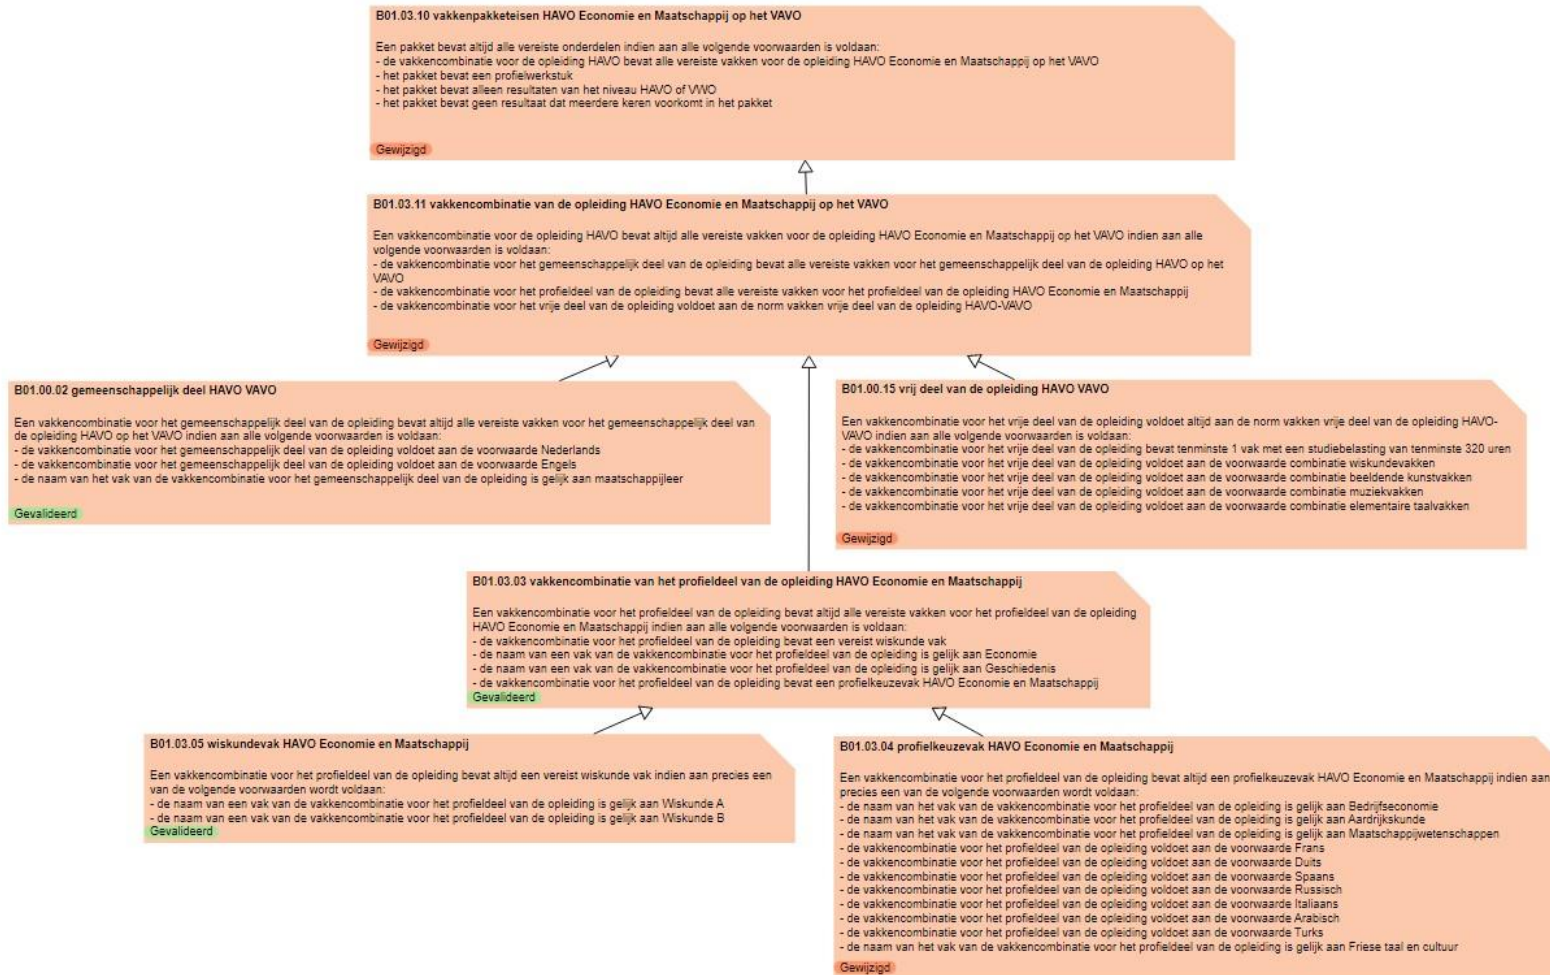 B01.03.10 vakkenpakketeisen HAVO Economie en Maatschappij op het VAVO
Een pakket bevat altijd alle vereiste onderdelen indien aan alle volgende voorwaarden is voldaan:
- de vakkencombinatie voor de opleiding HAVO bevat alle vereiste vakken voor de opleiding HAVO Economie en Maatschappij op het VAVO
- het pakket bevat een profielwerkstuk
- het pakket bevat alleen resultaten van het niveau HAVO of VWO
- het pakket bevat geen resultaat dat meerdere keren voorkomt in het pakket
Gewijzigd
B01.03.11 vakkencombinatie van de opleiding HAVO Economie en Maatschappij op het VAVO
Een vakkencombinatie voor de opleiding HAVO bevat altijd alle vereiste vakken voor de opleiding HAVO Economie en Maatschappij op het VAVO indien aan alle
volgende voorwaarden is voldaan:
- de vakkencombinatie voor het gemeenschappelijk deel van de opleiding bevat alle vereiste vakken voor het gemeenschappelijk deel van de opleiding HAVO op het
VAVO
- de vakkencombinatie voor het profieldeel van de opleiding bevat alle vereiste vakken voor het profieldeel van de opleiding HAVO Economie en Maatschappij
- de vakkencombinatie voor het vrije deel van de opleiding voldoet aan de norm vakken vrije deel van de opleiding HAVO-VAVO
Gewijzigd
B01.00.02 gemeenschappelijk deel HAVO VAVO
Een vakkencombinatie voor het gemeenschappelijk deel van de opleiding bevat altijd alle vereiste vakken voor het gemeenschappelijk deel van
de opleiding HAVO op het VAVO indien aan alle volgende voorwaarden is voldaan:
- de vakkencombinatie voor het gemeenschappelijk deel van de opleiding voldoet aan de voorwaarde Nederlands
- de vakkencombinatie voor het gemeenschappelijk deel van de opleiding voldoet aan de voorwaarde Engels
- de naam van het vak van de vakkencombinatie voor het gemeenschappelijk deel van de opleiding is gelijk aan maatschappijleer
Gevalideerd
B01.00.15 vrij deel van de opleiding HAVO VAVO
Een vakkencombinatie voor het vrije deel van de opleiding voldoet altijd aan de norm vakken vrije deel van de opleiding HAVO-
VAVO indien aan alle volgende voorwaarden is voldaan:
- de vakkencombinatie voor het vrije deel van de opleiding bevat tenminste 1 vak met een studiebelasting van tenminste 320 uren
- de vakkencombinatie voor het vrije deel van de opleiding voldoet aan de voorwaarde combinatie wiskundevakken
- de vakkencombinatie voor het vrije deel van de opleiding voldoet aan de voorwaarde combinatie beeldende kunstvakken
- de vakkencombinatie voor het vrije deel van de opleiding voldoet aan de voorwaarde combinatie muziekvakken
- de vakkencombinatie voor het vrije deel van de opleiding voldoet aan de voorwaarde combinatie elementaire taalvakken
Gewijzigd
B01.03.03 vakkencombinatie van het profieldeel van de opleiding HAVO Economie en Maatschappij
Een vakkencombinatie voor het profieldeel van de opleiding bevat altijd alle vereiste vakken voor het profieldeel van de opleiding
HAVO Economie en Maatschappij indien aan alle volgende voorwaarden is voldaan:
- de vakkencombinatie voor het profieldeel van de opleiding bevat een vereist wiskunde vak
- de naam van een vak van de vakkencombinatie voor het profieldeel van de opleiding is gelijk aan Economie
- de naam van een vak van de vakkencombinatie voor het profieldeel van de opleiding is gelijk aan Geschiedenis
- de vakkencombinatie voor het profieldeel van de opleiding bevat een profielkeuzevak HAVO Economie en Maatschappij
Gevalideerd
B01.03.05 wiskundevak HAVO Economie en Maatschappij
Een vakkencombinatie voor het profieldeel van de opleiding bevat altijd een vereist wiskunde vak indien aan precies een
van de volgende voorwaarden wordt voldaan:
- de naam van een vak van de vakkencombinatie voor het profieldeel van de opleiding is gelijk aan Wiskunde A
- de naam van een vak van de vakkencombinatie voor het profieldeel van de opleiding is gelijk aan Wiskunde B
Gevalideerd
B01.03.04 profielkeuzevak HAVO Economie en Maatschappij
Een vakkencombinatie voor het profieldeel van de opleiding bevat altijd een profielkeuzevak HAVO Economie en Maatschappij indien aan
precies een van de volgende voorwaarden wordt voldaan:
- de naam van het vak van de vakkencombinatie voor het profieldeel van de opleiding is gelijk aan Bedrijfseconomie
- de naam van het vak van de vakkencombinatie voor het profieldeel van de opleiding is gelijk aan Aardrijkskunde
- de naam van het vak van de vakkencombinatie voor het profieldeel van de opleiding is gelijk aan Maatschappijwetenschappen
- de vakkencombinatie voor het profieldeel van de opleiding voldoet aan de voorwaarde Frans
- de vakkencombinatie voor het profieldeel van de opleiding voldoet aan de voorwaarde Duits
- de vakkencombinatie voor het profieldeel van de opleiding voldoet aan de voorwaarde Spaans
- de vakkencombinatie voor het profieldeel van de opleiding voldoet aan de voorwaarde Russisch
- de vakkencombinatie voor het profieldeel van de opleiding voldoet aan de voorwaarde Italiaans
- de vakkencombinatie voor het profieldeel van de opleiding voldoet aan de voorwaarde Arabisch
- de vakkencombinatie voor het profieldeel van de opleiding voldoet aan de voorwaarde Turks
- de naam van het vak van de vakkencombinatie voor het profieldeel van de opleiding is gelijk aan Friese taal en cultuur
Gewijzigd